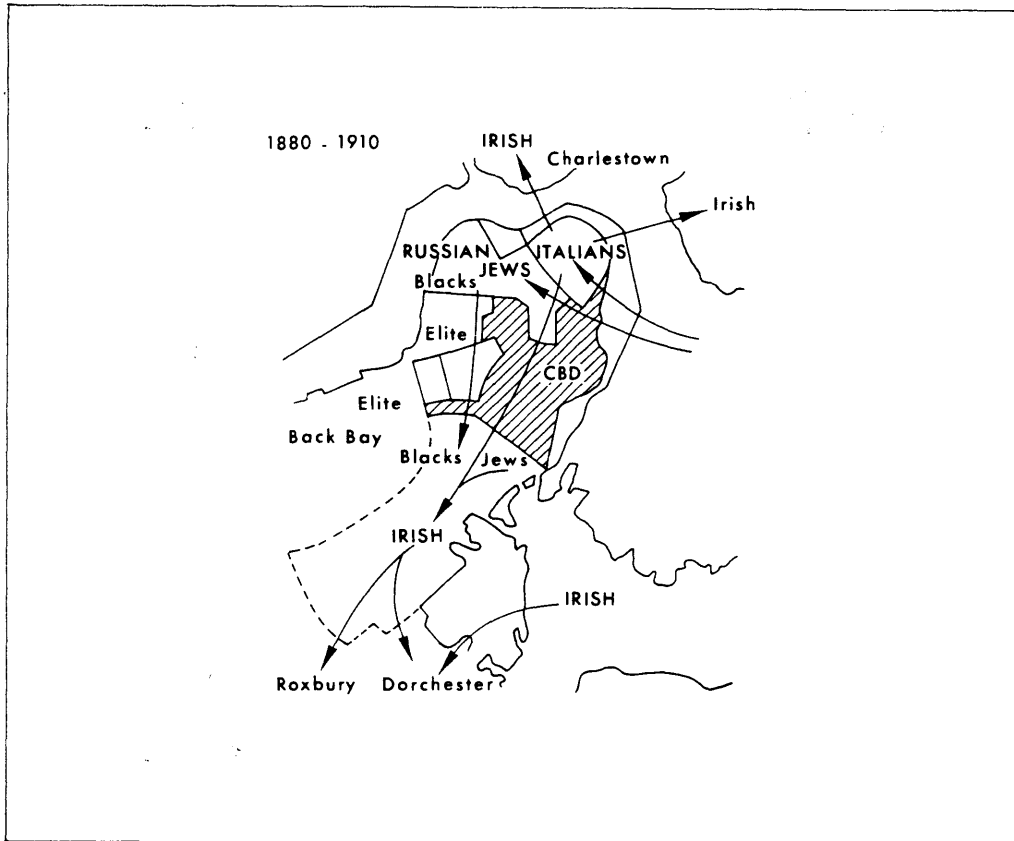 1880 - 1910
IRISH
Charlestown
Irish
RUSSIAN
ITALIANS
JEWS
Blacks
Elite
CBD
Elite
Back Bay
Blacks
Jews
IRISH
IRISH
Roxbury
Dorchester